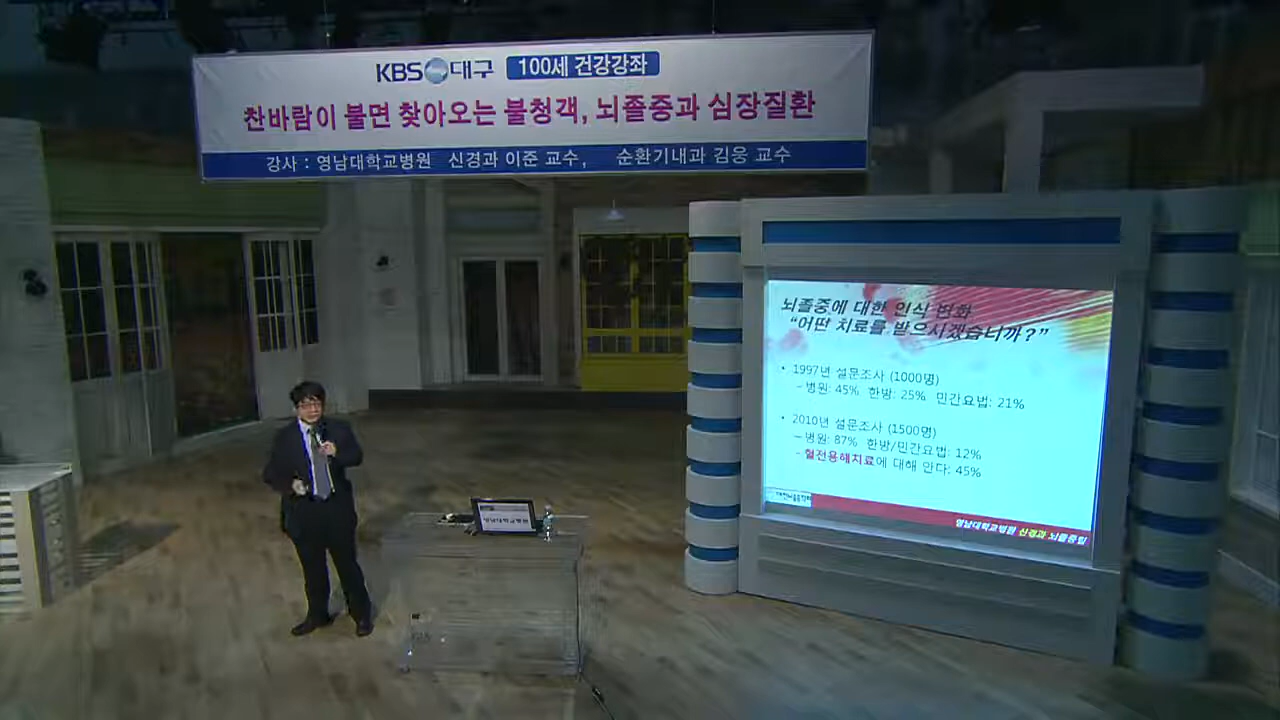 KBS 대구 100세 건강강좌
찬바람이 불면 찾아오는 불청객, 뇌졸중과 심장질환
강사 : 영남대학교병원 신경과 이준 교수, 순환기내과 김웅 교수
뇌졸중에 대한 인식 변화
“어떤 치료를 받으시겠습니까?”
• 1997년 설문조사 (1000명)
– 병원: 45% 한방: 25% 민간요법: 21%
• 2010년 설문조사 (1500명)
– 병원: 87% 한방/민간요법: 12%
– 혈전용해치료에 대해 안다: 45%
영남대학교병원 신경과 뇌졸중팀
영남대학교병원